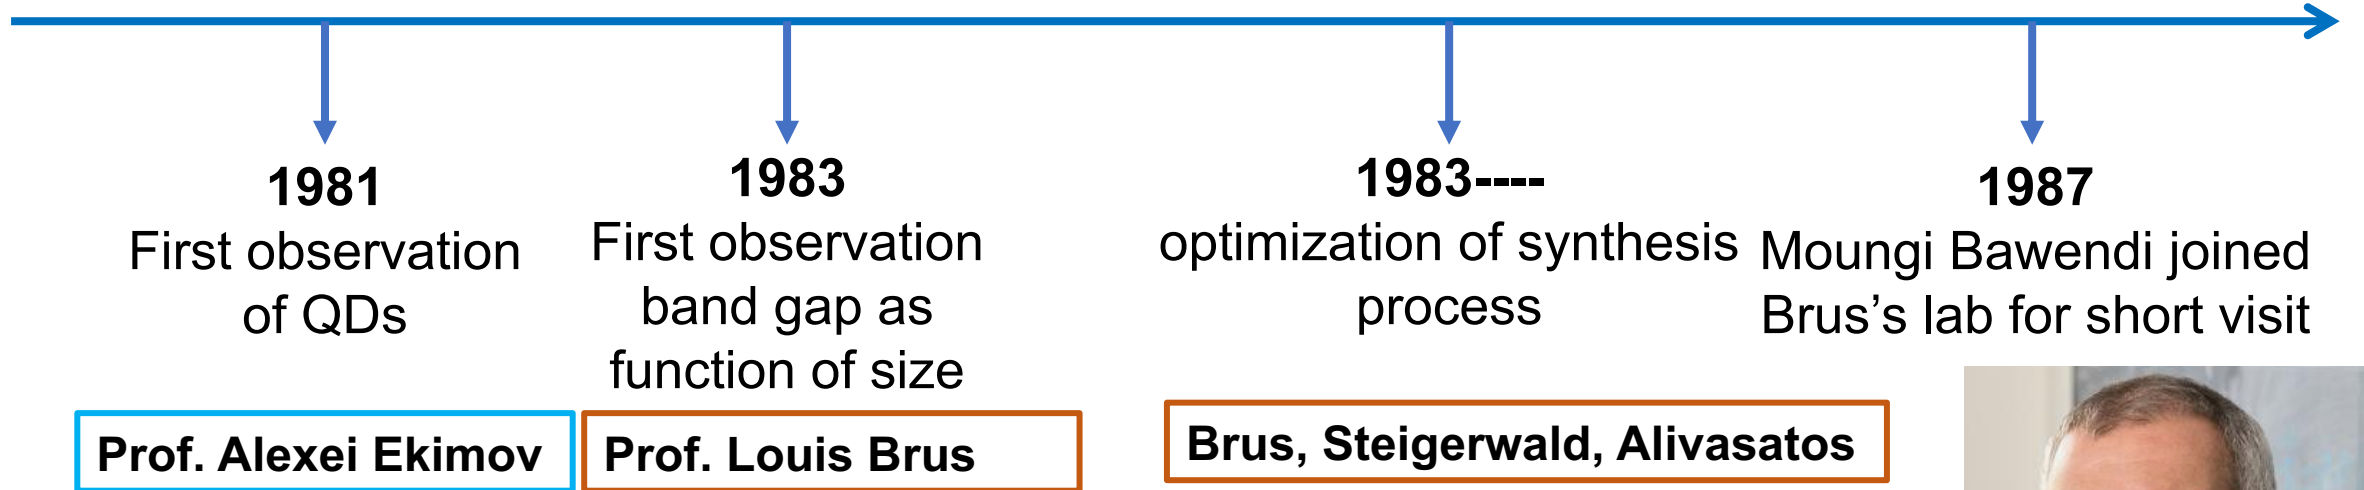 1981
First observation
of QDs
Prof. Alexei Ekimov
1983
First observation
band gap as
function of size
Prof. Louis Brus
1983----
optimization of synthesis
process
Brus, Steigerwald, Alivasatos
1987
Moungi Bawendi joined
Brus’s lab for short visit